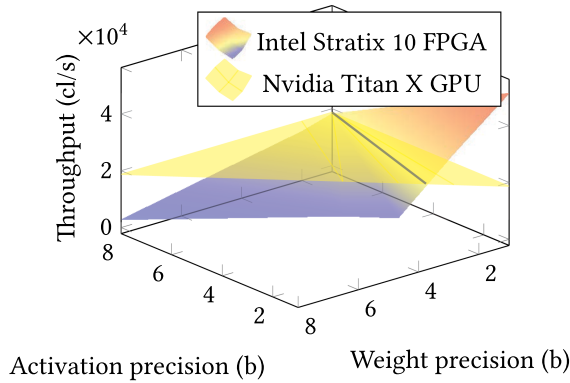 ×10⁴
Intel Stratix 10 FPGA
Nvidia Titan X GPU
Throughput (cl/s)
4
2
0
8
6
4
2
8
6
4
2
Activation precision (b)
Weight precision (b)